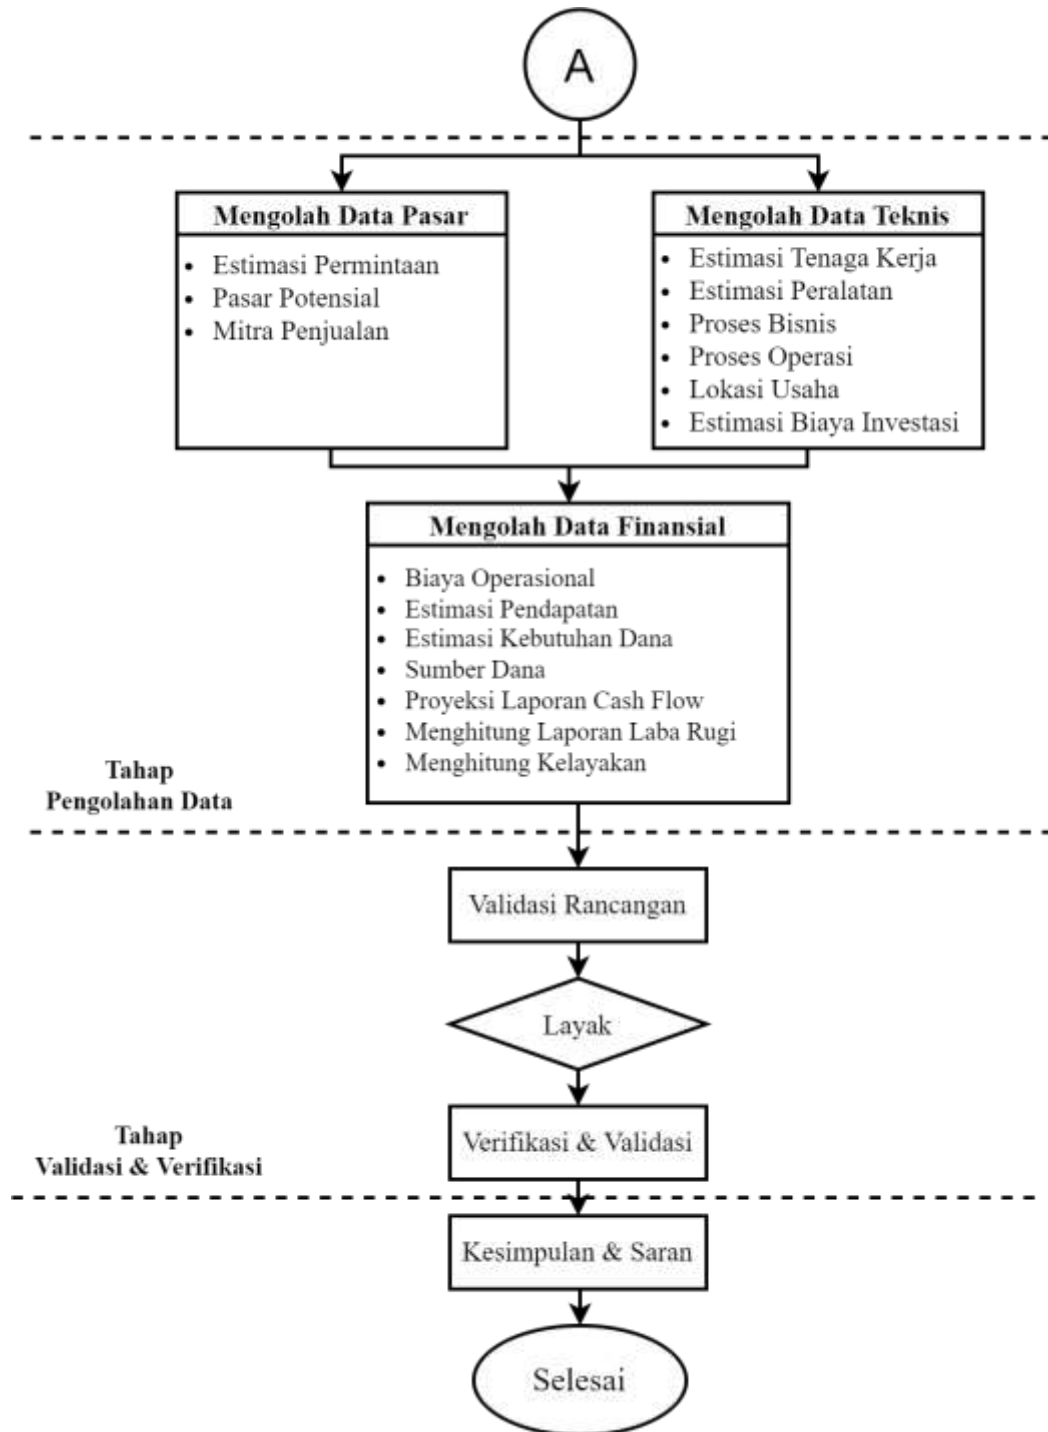 A
Mengolah Data Pasar
• Estimasi Permintaan
• Pasar Potensial
• Mitra Penjualan
Mengolah Data Teknis
• Estimasi Tenaga Kerja
• Estimasi Peralatan
• Proses Bisnis
• Proses Operasi
• Lokasi Usaha
• Estimasi Biaya Investasi
Mengolah Data Finansial
• Biaya Operasional
• Estimasi Pendapatan
• Estimasi Kebutuhan Dana
• Sumber Dana
• Proyeksi Laporan Cash Flow
• Menghitung Laporan Laba Rugi
• Menghitung Kelayakan
Tahap
Pengolahan Data
Validasi Rancangan
Layak
Verifikasi & Validasi
Tahap
Validasi & Verifikasi
Kesimpulan & Saran
Selesai